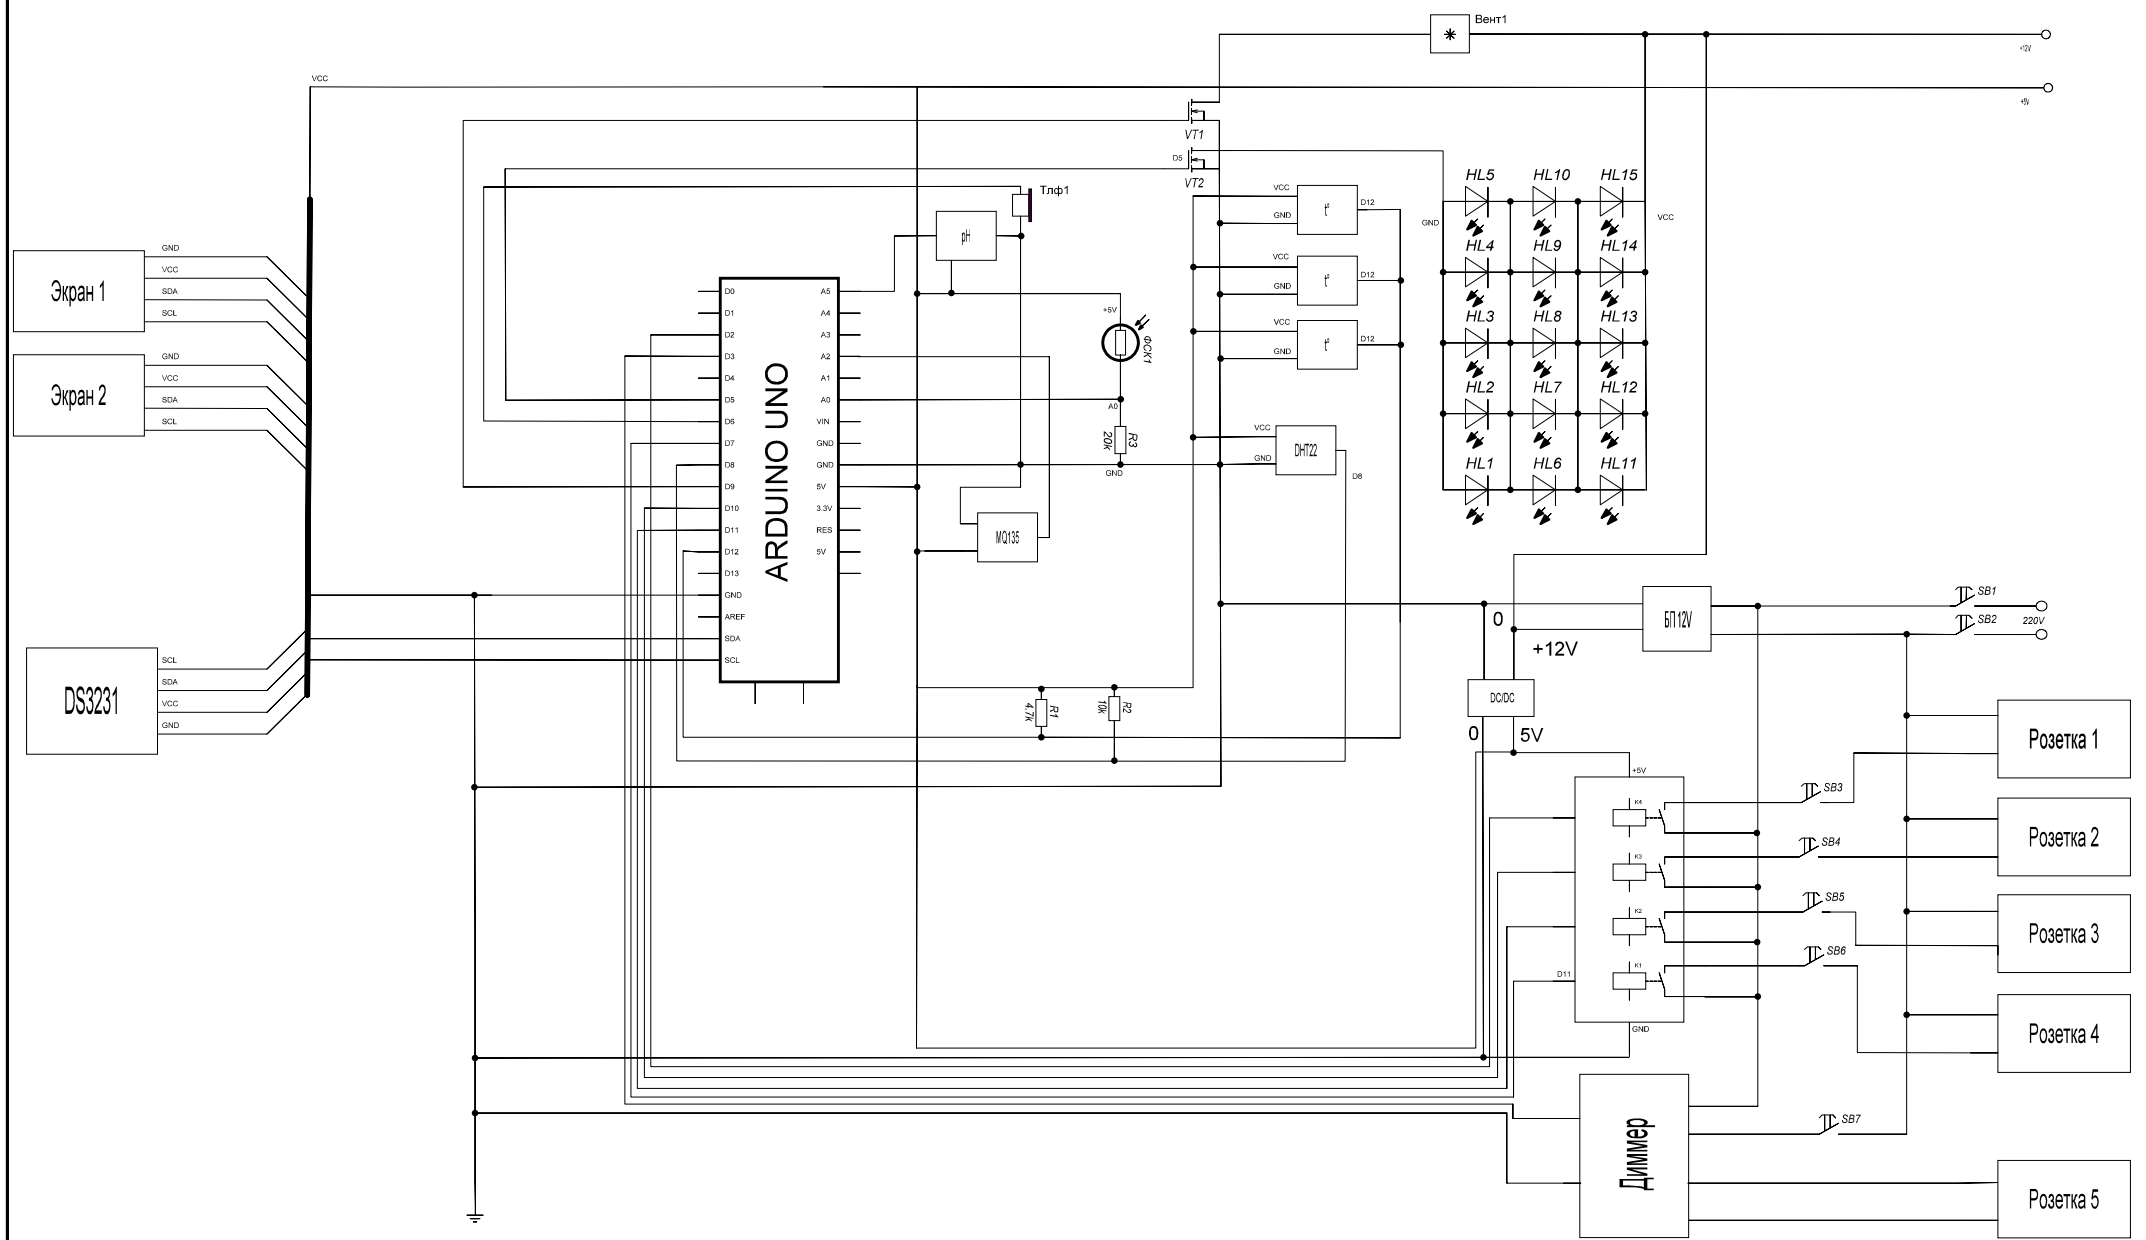 Вент1
+12V
VCC
+5V
VT1
D5
VT2
Тлф1
VCC
GND
t°
D12
VCC
GND
t°
D12
VCC
GND
t°
D12
HL5
HL10
HL15
GND
VCC
HL4
HL9
HL14
HL3
HL8
HL13
HL2
HL7
HL12
HL1
HL6
HL11
Экран 1
GND
VCC
SDA
SCL
Экран 2
GND
VCC
SDA
SCL
pH
+5V
ФСК1
A0
R3
20k
GND
VCC
GND
DHT22
D8
MQ135
ARDUINO UNO
D0
D1
D2
D3
D4
D5
D6
D7
D8
D9
D10
D11
D12
D13
GND
AREF
SDA
SCL
A5
A4
A3
A2
A1
A0
VIN
GND
GND
5V
3.3V
RES
5V
DS3231
SCL
SDA
VCC
GND
R1
4.7k
R2
10k
0
+12V
БП 12V
SB1
SB2
220V
DC/DC
0
5V
+5V
K4
K3
K2
K1
D11
GND
SB3
SB4
SB5
SB6
SB7
Розетка 1
Розетка 2
Розетка 3
Розетка 4
Диммер
Розетка 5